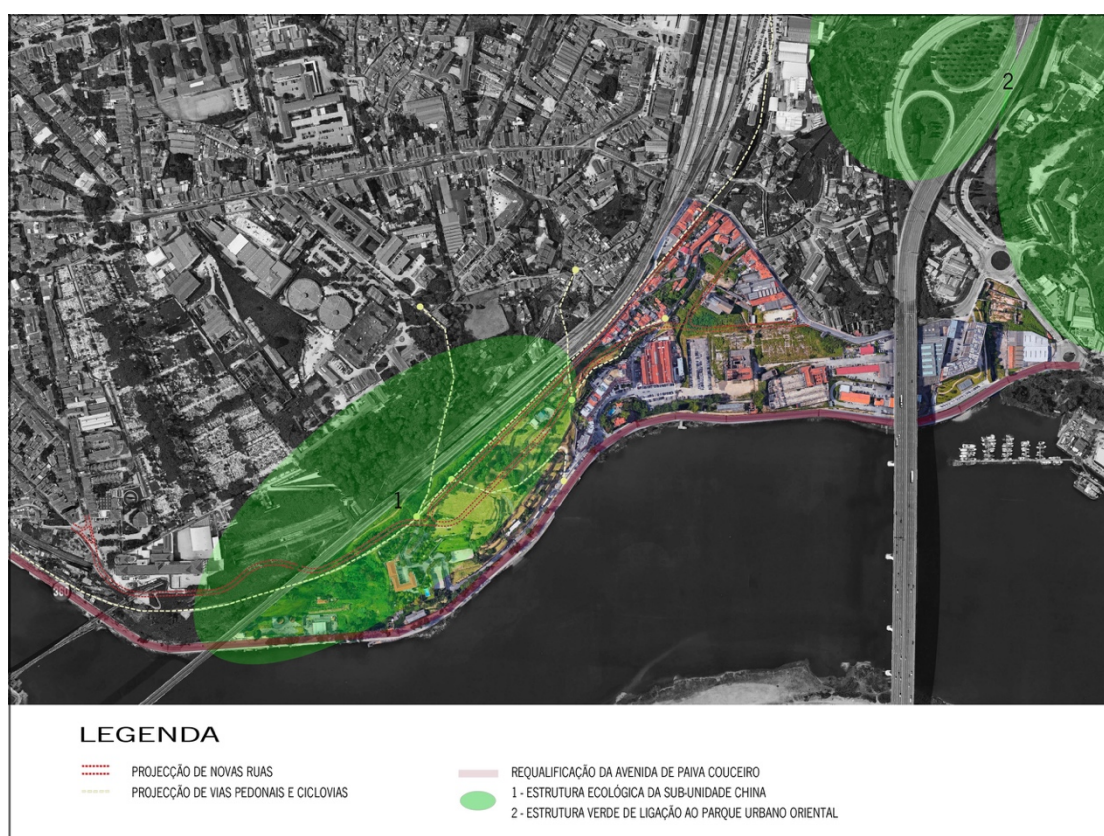 2
1
LEGENDA
PROJECÇÃO DE NOVAS RUAS
PROJECÇÃO DE VIAS PEDONAIS E CICLOVIAS
REQUALIFICAÇÃO DA AVENIDA DE PAIVA COUCEIRO
1 - ESTRUTURA ECOLÓGICA DA SUB-UNIDADE CHINA
2 - ESTRUTURA VERDE DE LIGAÇÃO AO PARQUE URBANO ORIENTAL